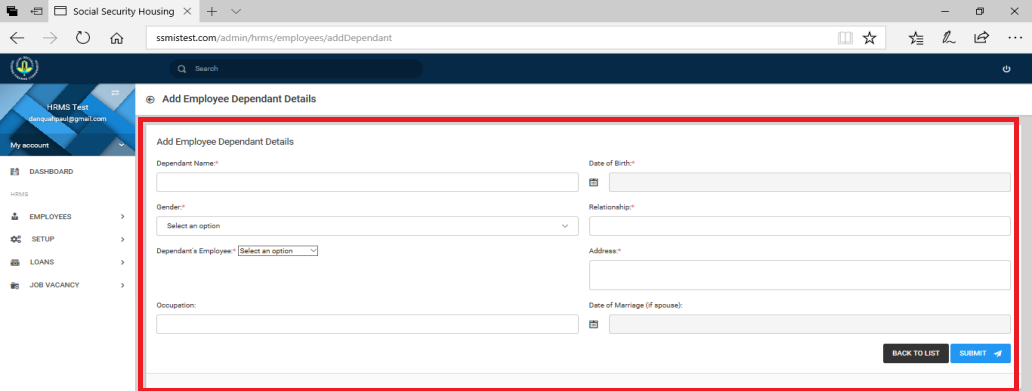 Social Security Housing
ssmistest.com/admin/hrms/employees/addDependant
Search
HRMS Test
danquahpaul@gmail.com
My account
DASHBOARD
HRMS
EMPLOYEES
SETUP
LOANS
JOB VACANCY
Add Employee Dependant Details
Add Employee Dependant Details
Dependant Name:*
Date of Birth:*
Gender:*
Select an option
Relationship:*
Dependant's Employee:* Select an option
Address:*
Occupation:
Date of Marriage (if spouse):
BACK TO LIST
SUBMIT